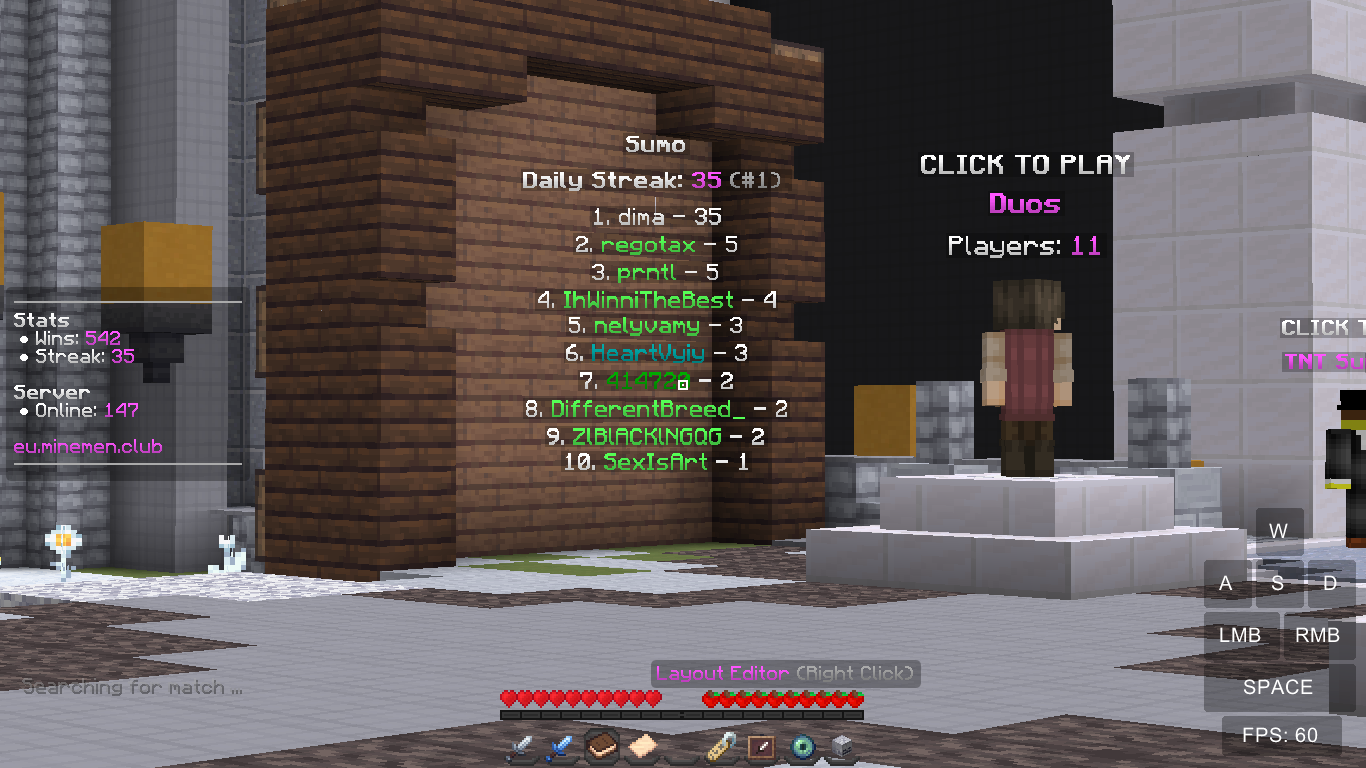 Sumo
Daily Streak: 35 (#1)
1. dima - 35
2. regotax - 5
3. prntl - 5
4. IhWinniTheBest - 4
5. nelyvamy - 3
6. HeartVyiy - 3
7. - 2
8. DifferentBreed_ - 2
9. ZlBlACKlNGQG - 2
10. SexIsArt - 1
CLICK TO PLAY
Duos
Players: 11
CLICK
TNT
Stats
• Wins: 542
• Streak: 35
Server
• Online: 147
eu.minemen.club
Searching for match ...
Layout Editor (Right Click)
W
A S D
LMB RMB
SPACE
FPS: 60